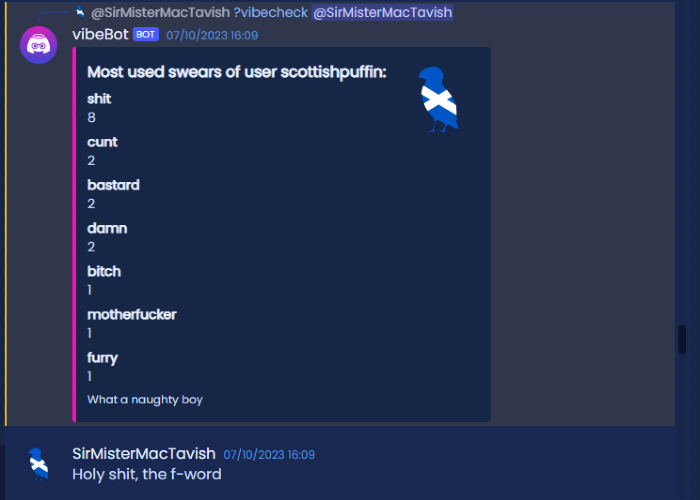 @SirMisterMacTavish ?vibecheck @SirMisterMacTavish
vibeBot BOT 07/10/2023 16:09
Most used swears of user scottishpuffin:
shit
8
cunt
2
bastard
2
damn
2
bitch
1
motherfucker
1
furry
1
What a naughty boy
SirMisterMacTavish 07/10/2023 16:09
Holy shit, the f-word